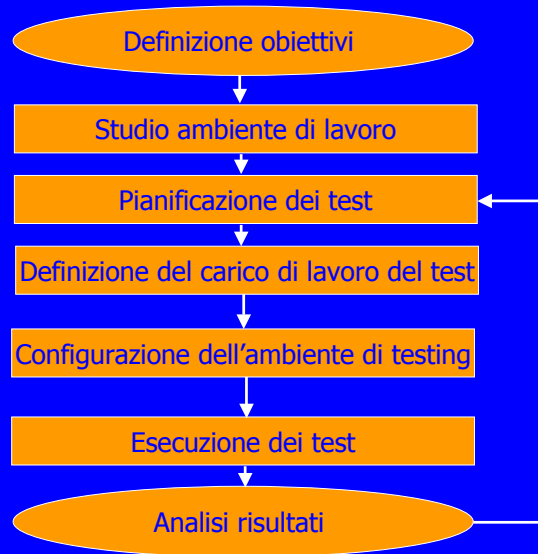 Definizione obiettivi
Studio ambiente di lavoro
Pianificazione dei test
Definizione del carico di lavoro del test
Configurazione dell’ambiente di testing
Esecuzione dei test
Analisi risultati